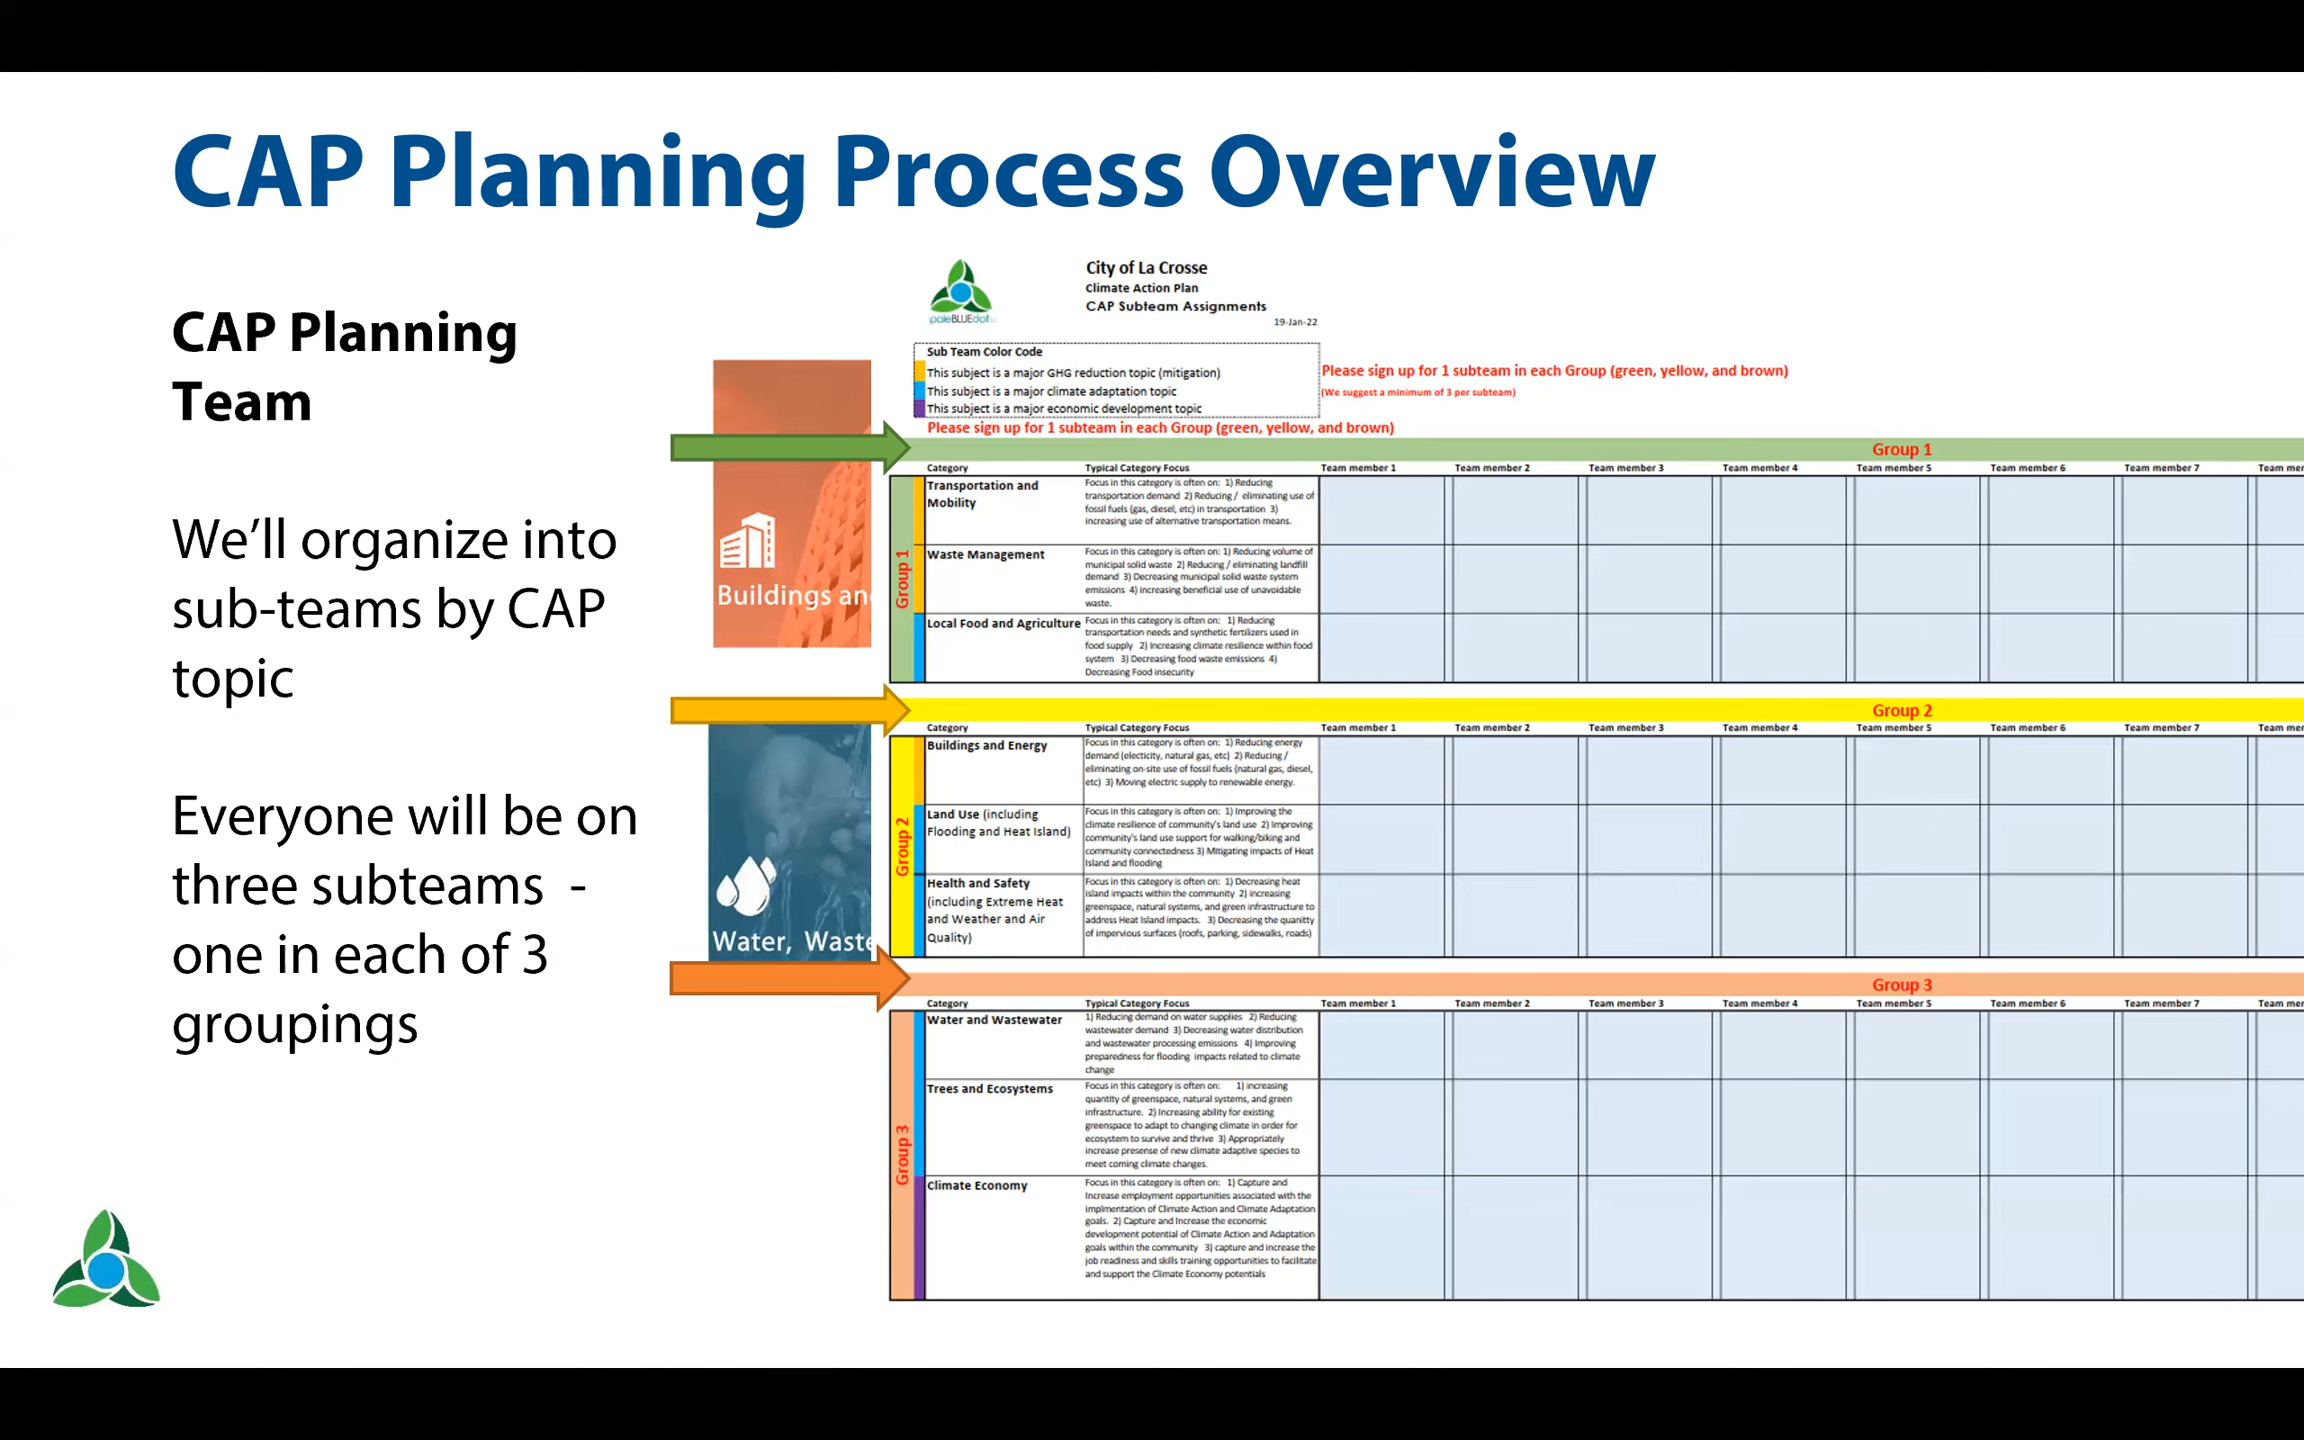 CAP Planning Process Overview
CAP Planning
Team
We'll organize into
sub-teams by CAP
topic
Everyone will be on
three subteams  -
one in each of 3
groupings
Buildings an
Water, Waste
paleBLUEdot
City of La Crosse
Climate Action Plan
CAP Subteam Assignments
19-Jan-22
Sub Team Color Code
This subject is a major GHG reduction topic (mitigation)
This subject is a major climate adaptation topic
This subject is a major economic development topic
Please sign up for 1 subteam in each Group (green, yellow, and brown)
(We suggest a minimum of 3 per subteam)
Please sign up for 1 subteam in each Group (green, yellow, and brown)
Group 1
Category Typical Category Focus Team member 1 Team member 2 Team member 3 Team member 4 Team member 5 Team member 6 Team member 7 Team mem
Group 1
Transportation and
Mobility
Focus in this category is often on: 1) Reducing
transportation demand 2) Reducing / eliminating use of
fossil fuels (gas, diesel, etc) in transportation 3)
increasing use of alternative transportation means.
Waste Management
Focus in this category is often on: 1) Reducing volume of
municipal solid waste 2) Reducing / eliminating landfill
demand 3) Decreasing municipal solid waste system
emissions 4) increasing beneficial use of unavoidable
waste.
Local Food and Agriculture
Focus in this category is often on: 1) Reducing
transportation needs and synthetic fertilizers used in
food supply 2) Increasing climate resilience within food
system 3) Decreasing food waste emissions 4)
Decreasing Food insecurity
Group 2
Category Typical Category Focus Team member 1 Team member 2 Team member 3 Team member 4 Team member 5 Team member 6 Team member 7 Team mem
Group 2
Buildings and Energy
Focus in this category is often on: 1) Reducing energy
demand (electricity, natural gas, etc) 2) Reducing /
eliminating on-site use of fossil fuels (natural gas, diesel,
etc) 3) Moving electric supply to renewable energy.
Land Use (including
Flooding and Heat Island)
Focus in this category is often on: 1) Improving the
climate resilience of community's land use 2) Improving
community's land use support for walking/biking and
community connectedness 3) Mitigating impacts of Heat
Island and flooding
Health and Safety
(including Extreme Heat
and Weather and Air
Quality)
Focus in this category is often on: 1) Decreasing heat
island impacts within the community 2) increasing
greenspace, natural systems, and green infrastructure to
address Heat Island impacts. 3) Decreasing the quanitty
of impervious surfaces (roofs, parking, sidewalks, roads)
Group 3
Category Typical Category Focus Team member 1 Team member 2 Team member 3 Team member 4 Team member 5 Team member 6 Team member 7 Team mem
Group 3
Water and Wastewater
1) Reducing demand on water supplies 2) Reducing
wastewater demand 3) Decreasing water distribution
and wastewater processing emissions 4) Improving
preparedness for flooding impacts related to climate
change
Trees and Ecosystems
Focus in this category is often on: 1) increasing
quantity of greenspace, natural systems, and green
infrastructure. 2) Increasing ability for existing
greenspace to adapt to changing climate in order for
ecosystem to survive and thrive 3) Appropriately
increase presense of new climate adaptive species to
meet coming climate changes.
Climate Economy
Focus in this category is often on: 1) Capture and
Increase employment opportunities associated with the
implmentation of Climate Action and Climate Adaptation
goals. 2) Capture and Increase the economic
development potential of Climate Action and Adaptation
goals within the community 3) capture and increase the
job readiness and skills training opportunities to facilitate
and support the Climate Economy potentials